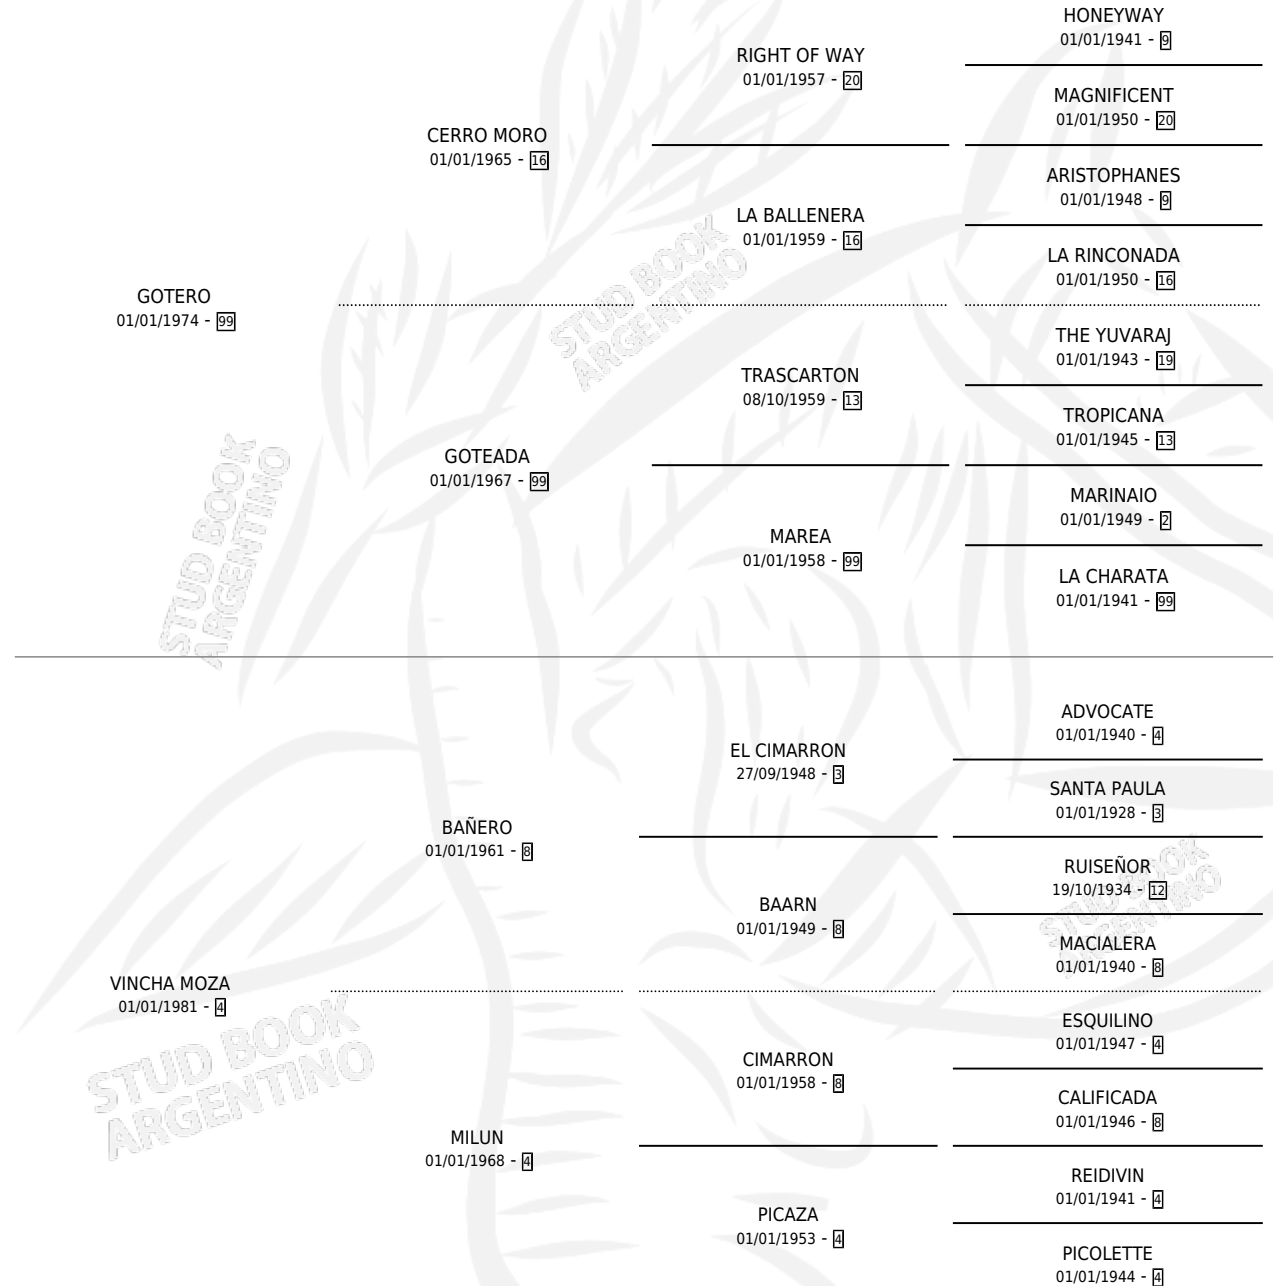 HONEYWAY
01/01/1941 - 9
RIGHT OF WAY
01/01/1957 - 20
MAGNIFICENT
01/01/1950 - 20
CERRO MORO
01/01/1965 - 16
ARISTOPHANES
01/01/1948 - 9
LA BALLENERA
01/01/1959 - 16
LA RINCONADA
01/01/1950 - 16
GOTERO
01/01/1974 - 99
THE YUVARAJ
01/01/1943 - 19
TRASCARTON
08/10/1959 - 13
TROPICANA
01/01/1945 - 13
GOTEADA
01/01/1967 - 99
MARINAIO
01/01/1949 - 2
MAREA
01/01/1958 - 99
LA CHARATA
01/01/1941 - 99
ADVOCATE
01/01/1940 - 4
EL CIMARRON
27/09/1948 - 3
SANTA PAULA
01/01/1928 - 3
BAÑERO
01/01/1961 - 8
RUISEÑOR
19/10/1934 - 12
BAARN
01/01/1949 - 8
MACIALERA
01/01/1940 - 8
VINCHA MOZA
01/01/1981 - 4
ESQUILINO
01/01/1947 - 4
CIMARRON
01/01/1958 - 8
CALIFICADA
01/01/1946 - 8
MILUN
01/01/1968 - 4
REIDIVIN
01/01/1941 - 4
PICAZA
01/01/1953 - 4
PICOLETTE
01/01/1944 - 4
STUD BOOK
ARGENTINO
STUD BOOK
ARGENTINO
STUD BOOK
ARGENTINO
STUD BOOK
ARGENTINO